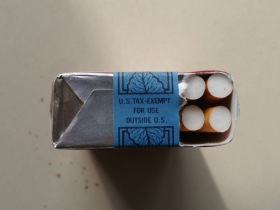 U.S. TAX-EXEMPT
FOR USE
OUTSIDE U.S.